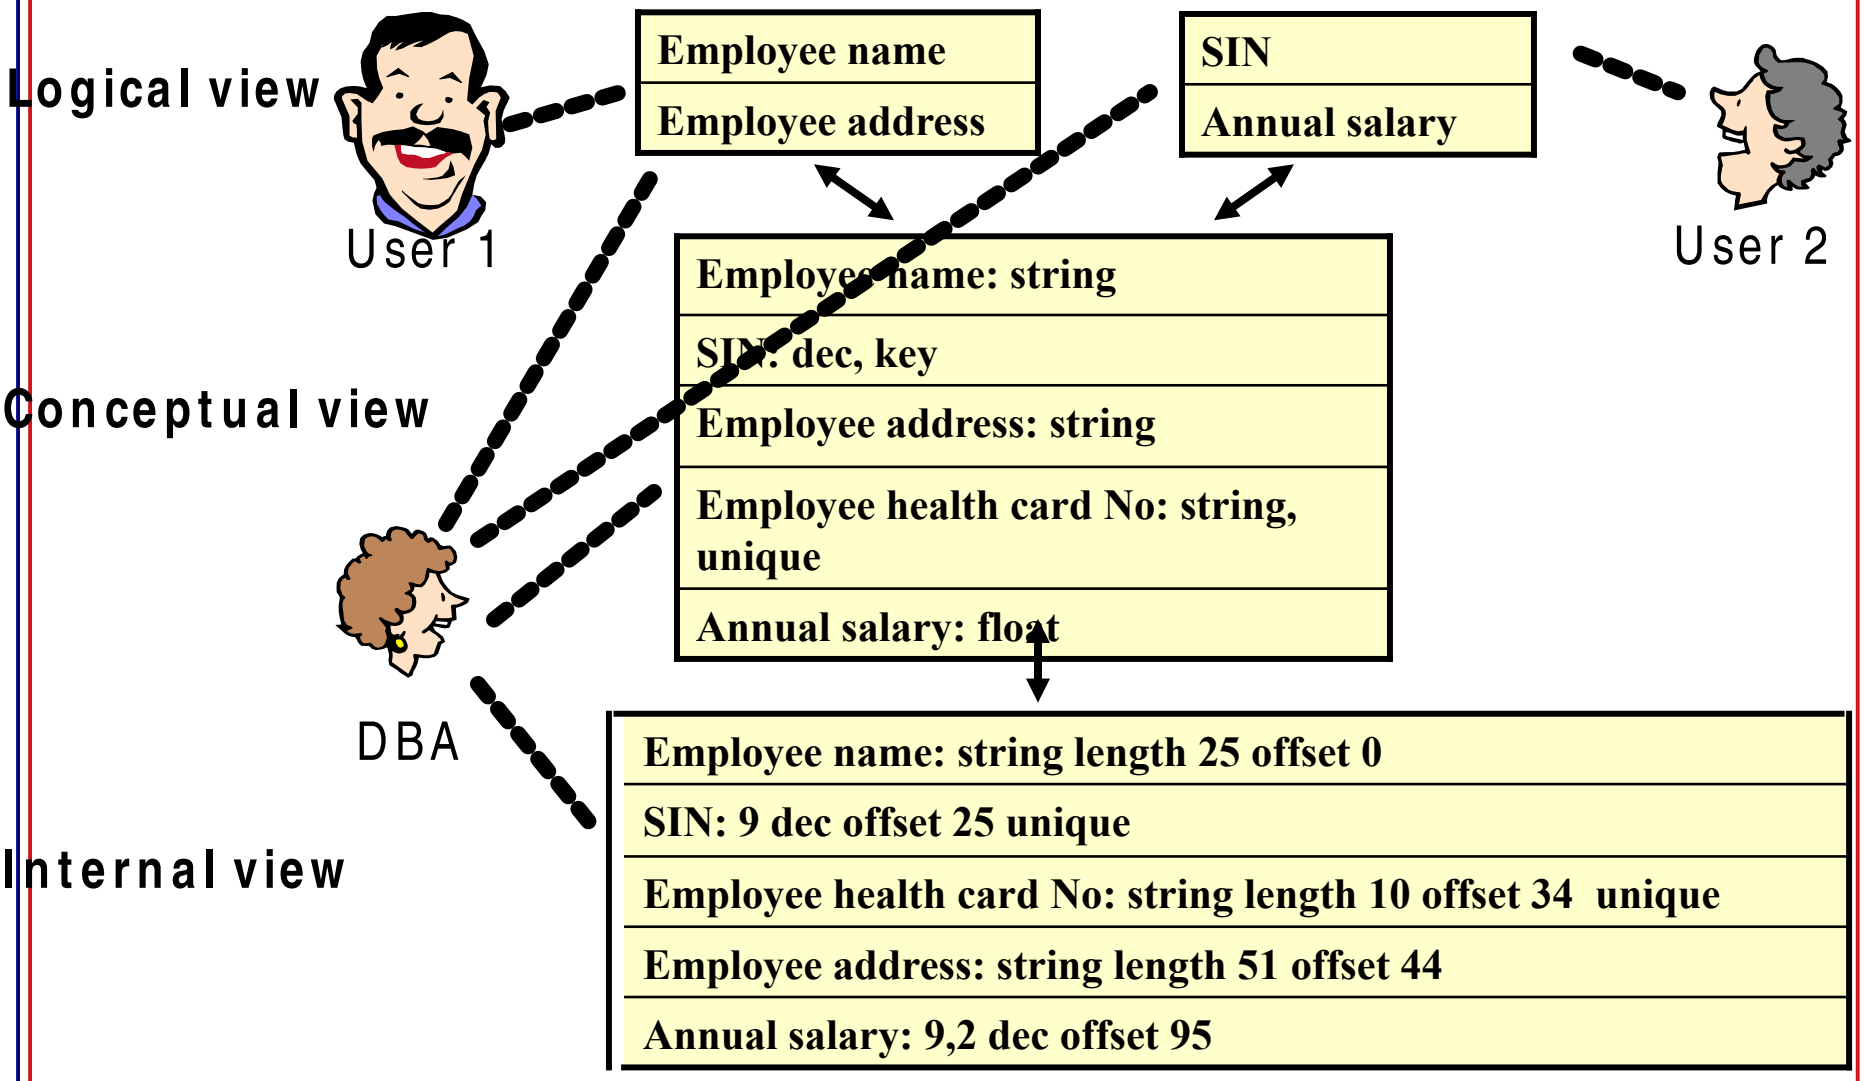 Logical view
Employee name
Employee address
SIN
Annual salary
User 1
User 2
Conceptual view
Employee name: string
SIN: dec, key
Employee address: string
Employee health card No: string,
unique
Annual salary: float
DBA
Internal view
Employee name: string length 25 offset 0
SIN: 9 dec offset 25 unique
Employee health card No: string length 10 offset 34 unique
Employee address: string length 51 offset 44
Annual salary: 9,2 dec offset 95